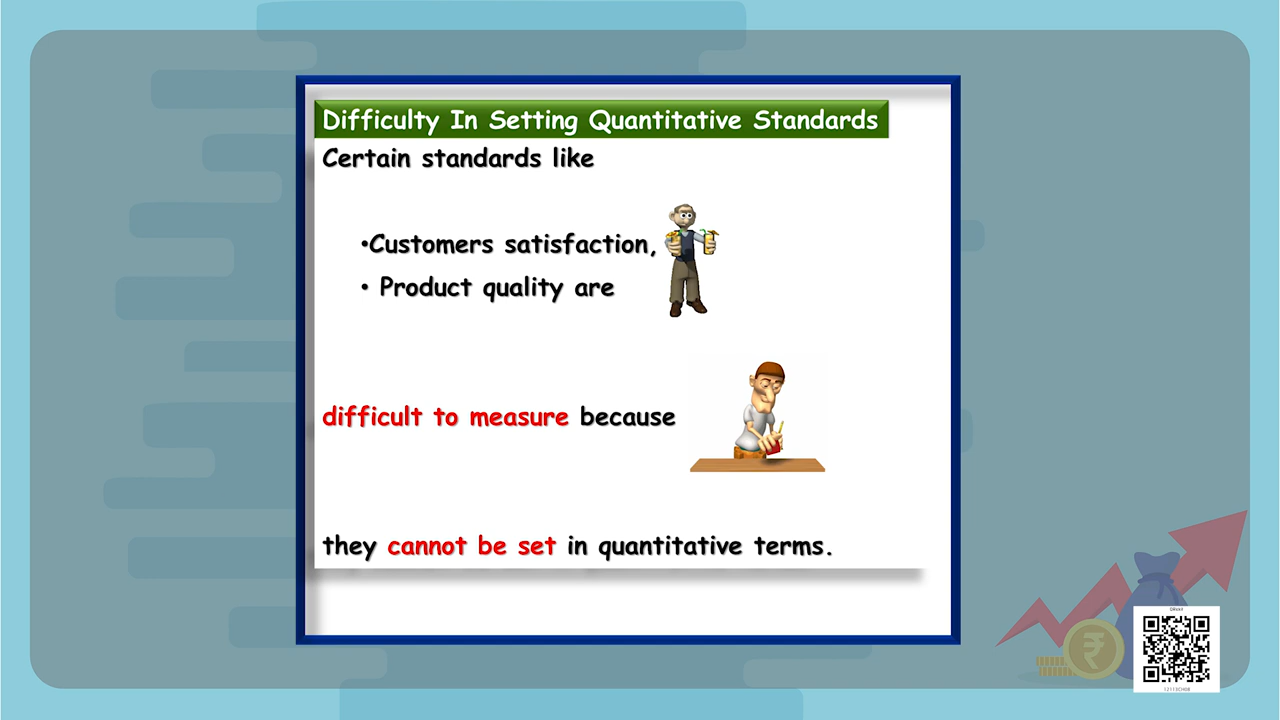 Difficulty In Setting Quantitative Standards
Certain standards like
•Customers satisfaction,
• Product quality are
difficult to measure because
they cannot be set in quantitative terms.
12113CH08